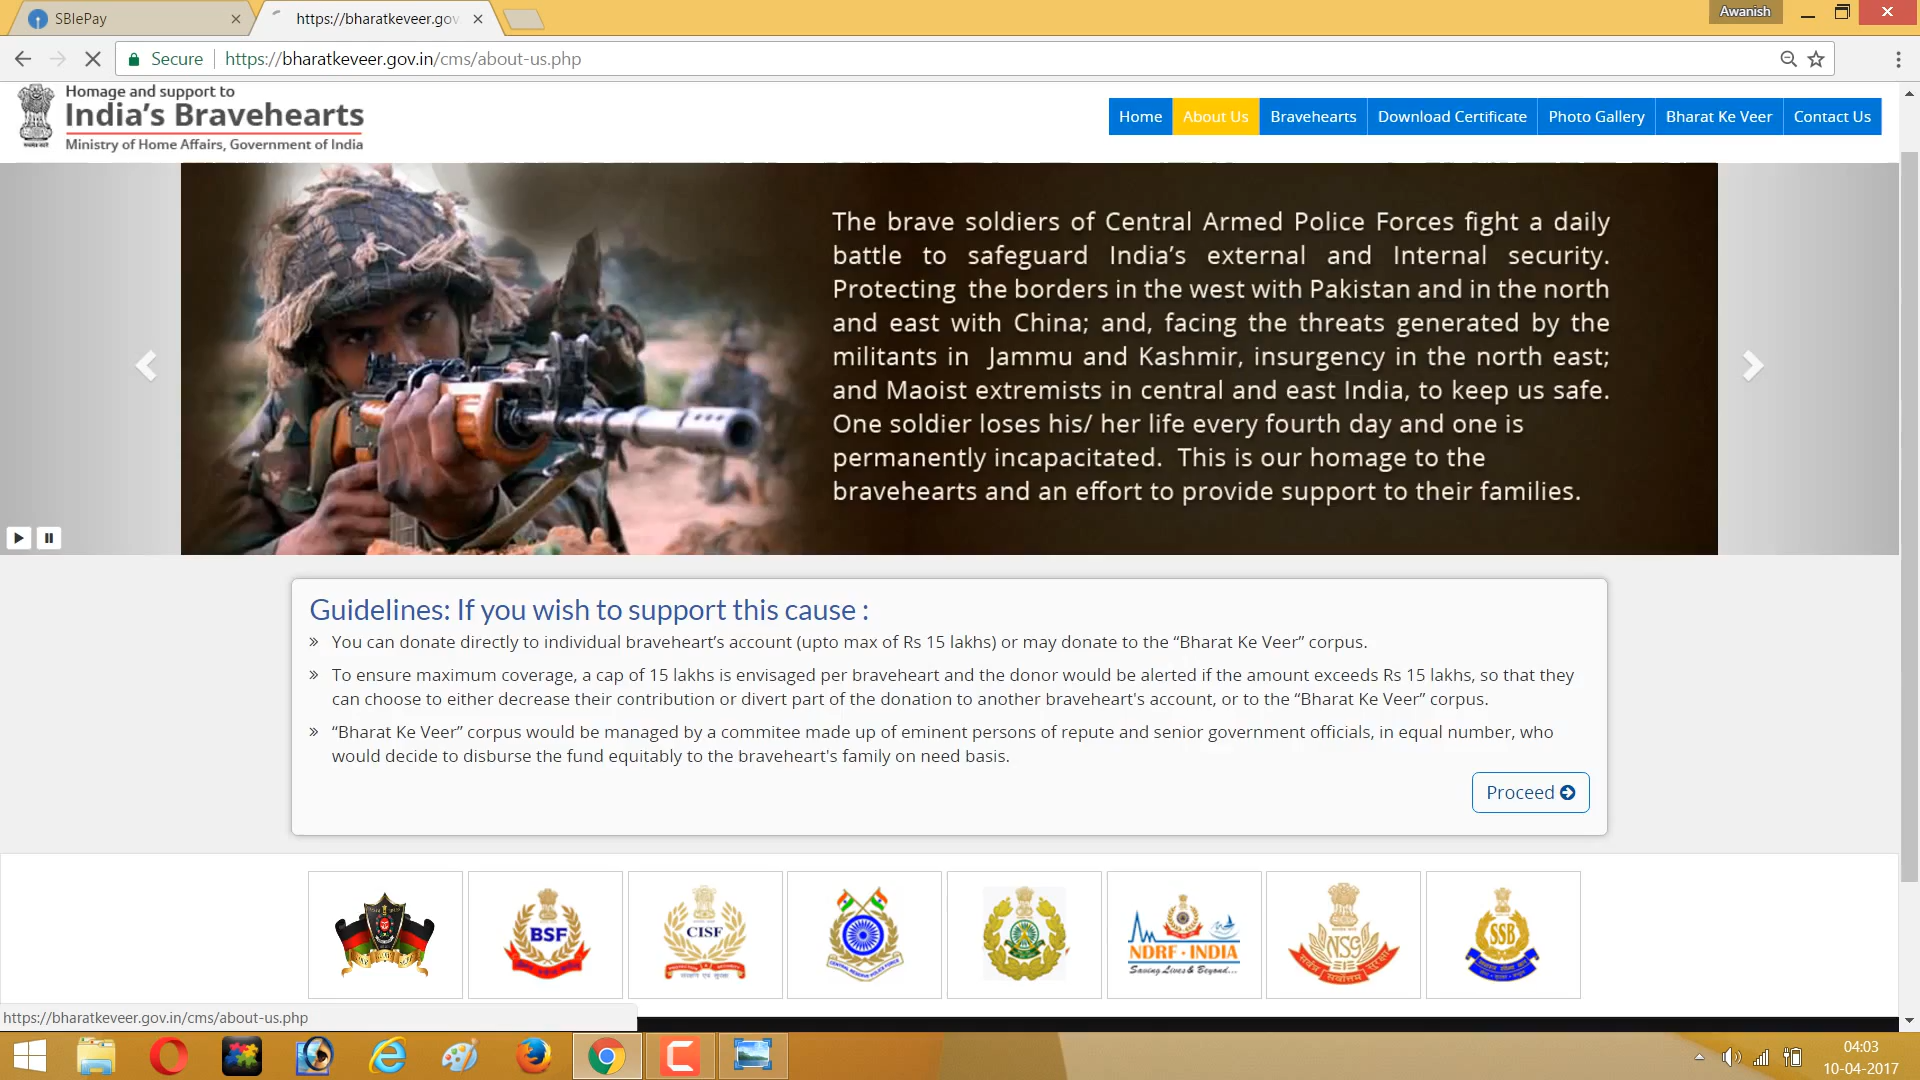 SBIePay
https://bharatkeveer.gov.
Awanish
Secure
https://bharatkeveer.gov.in/cms/about-us.php
Homage and support to
India's Bravehearts
Ministry of Home Affairs, Government of India
Home
About Us
Bravehearts
Download Certificate
Photo Gallery
Bharat Ke Veer
Contact Us
The brave soldiers of Central Armed Police Forces fight a daily
battle to safeguard India's external and Internal security.
Protecting the borders in the west with Pakistan and in the north
and east with China; and, facing the threats generated by the
militants in Jammu and Kashmir, insurgency in the north east;
and Maoist extremists in central and east India, to keep us safe.
One soldier loses his/ her life every fourth day and one is
permanently incapacitated. This is our homage to the
bravehearts and an effort to provide support to their families.
Guidelines: If you wish to support this cause :
» You can donate directly to individual braveheart's account (upto max of Rs 15 lakhs) or may donate to the “Bharat Ke Veer” corpus.
» To ensure maximum coverage, a cap of 15 lakhs is envisaged per braveheart and the donor would be alerted if the amount exceeds Rs 15 lakhs, so that they
can choose to either decrease their contribution or divert part of the donation to another braveheart's account, or to the “Bharat Ke Veer” corpus.
» “Bharat Ke Veer” corpus would be managed by a commitee made up of eminent persons of repute and senior government officials, in equal number, who
would decide to disburse the fund equitably to the braveheart's family on need basis.
Proceed
BSF
CISF
CENTRAL RESERVE POLICE FORCE
NDRF·INDIA
Saving Lives & Beyond...
NSG
सर्वत्र सर्वोत्तम सुरक्षा
SSB
https://bharatkeveer.gov.in/cms/about-us.php
04:03
10-04-2017